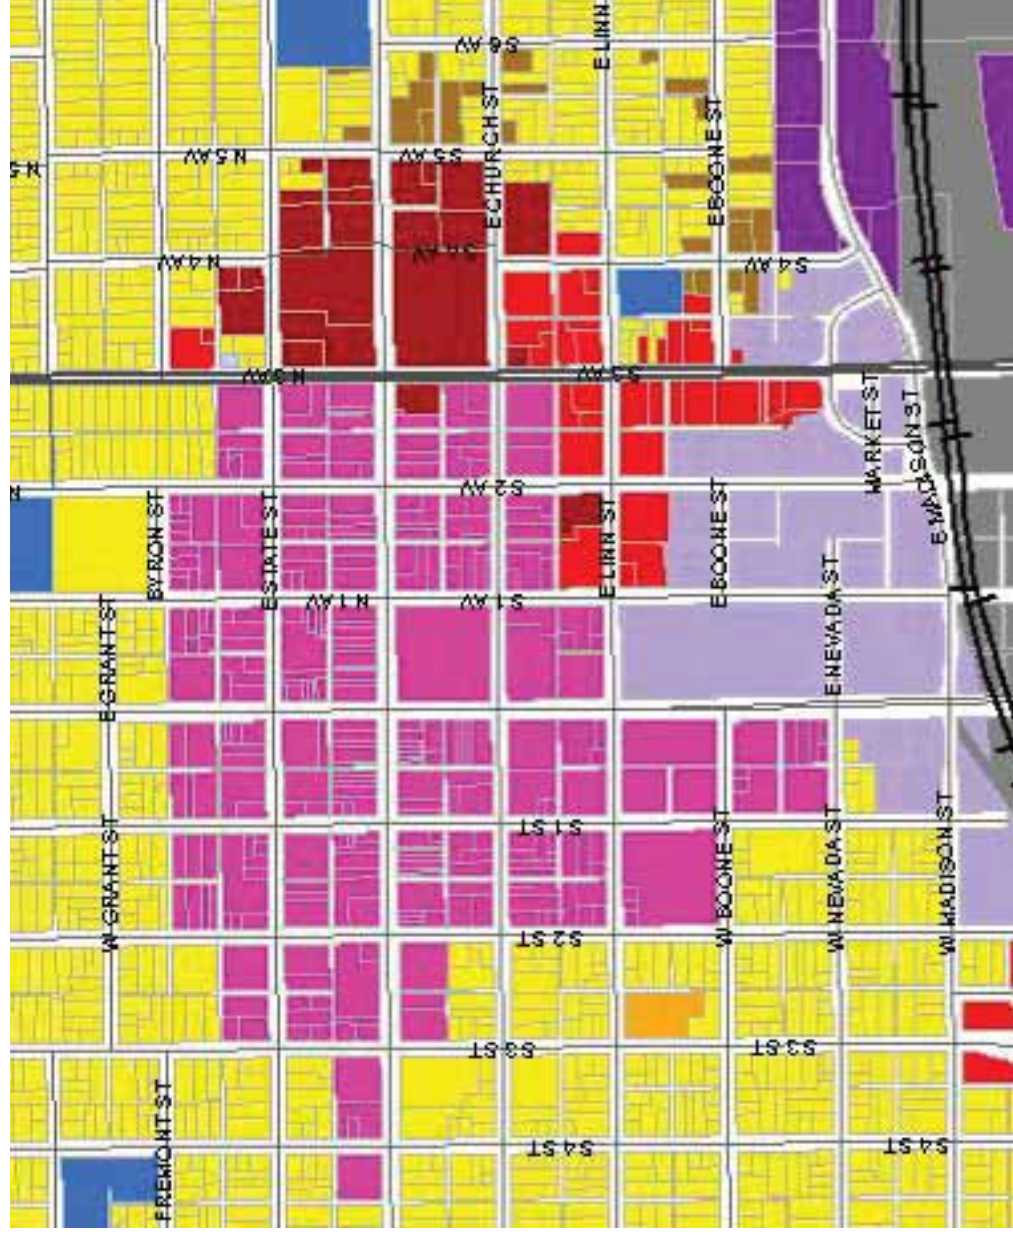 E LINN
S 6 AV
E CHURCH ST
E BOONE ST
N 5 AV
S 5 AV
N 4 AV
S 4 AV
S 4 AV
N 3 AV
S 3 AV
MARKET ST
E MADISON ST
S 2 AV
BYRON ST
E STATE ST
E LINN ST
E BOONE ST
N 1 AV
S 1 AV
E NEVADA ST
E GRANT ST
S 1 ST
W GRANT ST
W BOONE ST
W NEVADA ST
W MADISON ST
S 2 ST
S 3 ST
S 3 ST
S 4 ST
S 4 ST
FREMONT ST